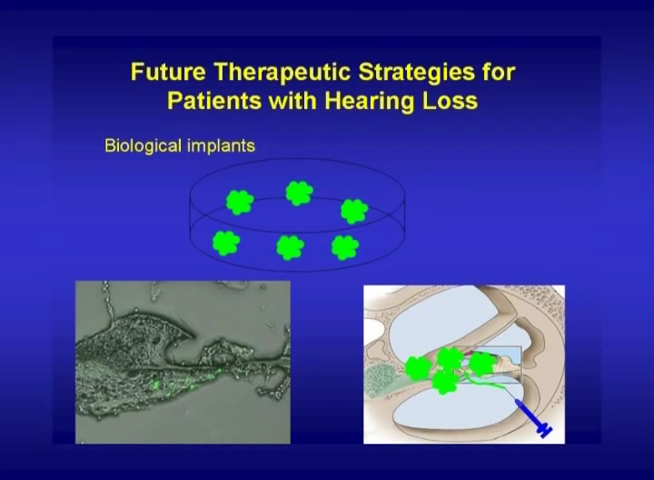 Future Therapeutic Strategies for
Patients with Hearing Loss
Biological implants